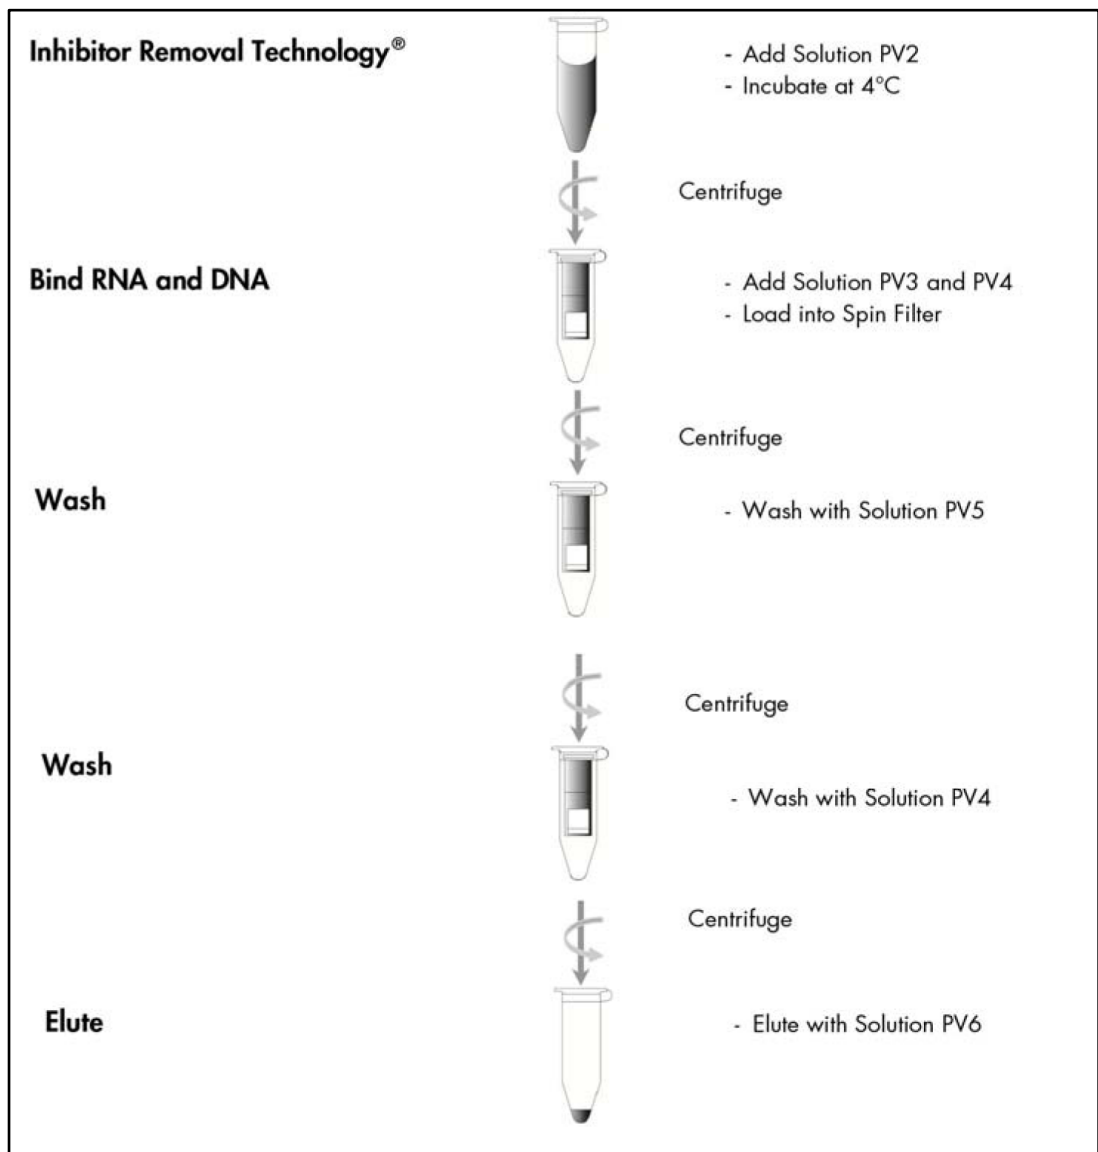 Inhibitor Removal Technology®
- Add Solution PV2
- Incubate at 4°C
Centrifuge
Bind RNA and DNA
- Add Solution PV3 and PV4
- Load into Spin Filter
Centrifuge
Wash
- Wash with Solution PV5
Centrifuge
Wash
- Wash with Solution PV4
Centrifuge
Elute
- Elute with Solution PV6